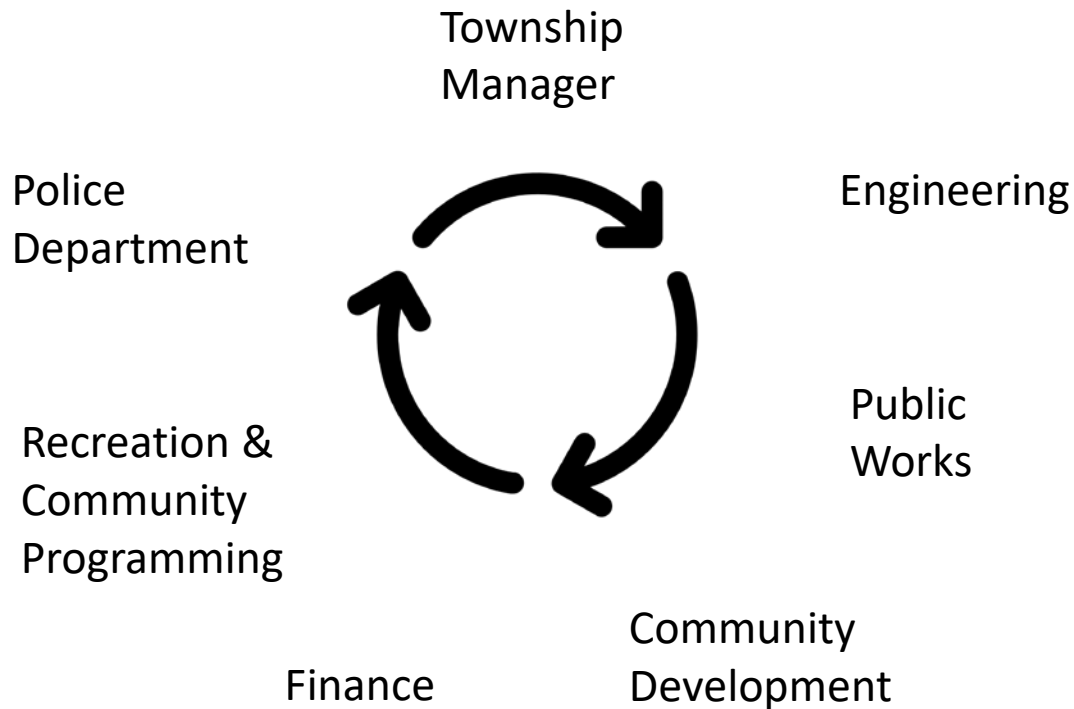 Township
Manager
Police
Department
Engineering
Public
Works
Recreation &
Community
Programming
Community
Development
Finance